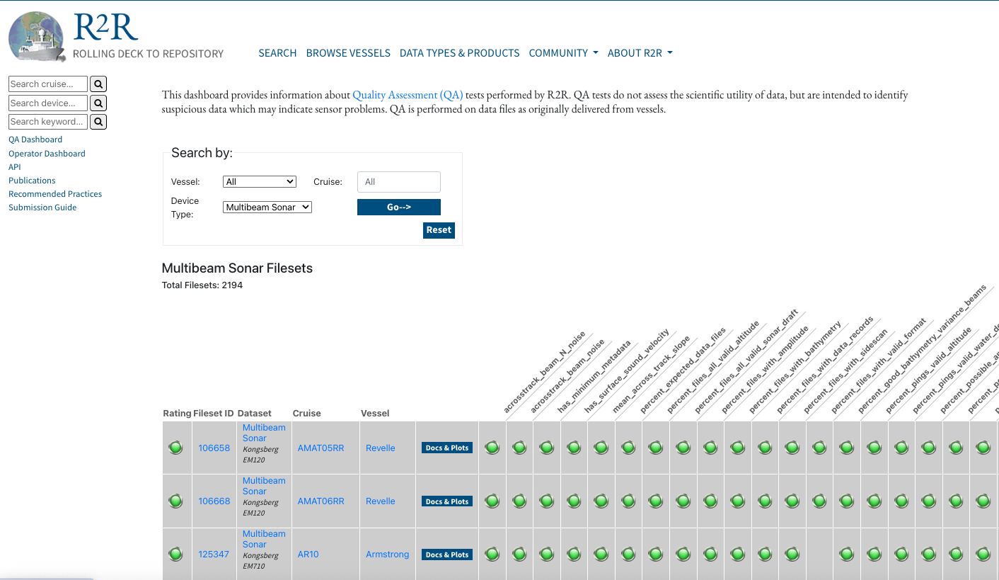 R2R
ROLLING DECK TO REPOSITORY
SEARCH BROWSE VESSELS DATA TYPES & PRODUCTS COMMUNITY ABOUT R2R
Search cruise...
Search device...
Search keyword...
QA Dashboard
Operator Dashboard
API
Publications
Recommended Practices
Submission Guide
This dashboard provides information about Quality Assessment (QA) tests performed by R2R. QA tests do not assess the scientific utility of data, but are intended to identify
suspicious data which may indicate sensor problems. QA is performed on data files as originally delivered from vessels.
Search by:
Vessel: All Cruise: All
Device
Type: Multibeam Sonar Go-->
Reset
Multibeam Sonar Filesets
Total Filesets: 2194
Rating Fileset ID Dataset Cruise Vessel
acrosstrack_beam_N_noise
acrosstrack_beam_noise
has_minimum_metadata
has_surface_sound_velocity
mean_across_track_slope
percent_expected_data_files
percent_files_all_valid_altitude
percent_files_all_valid_sonar_draft
percent_files_with_amplitude
percent_files_with_bathymetry
percent_files_with_data_records
percent_files_with_sidescan
percent_files_with_valid_format
percent_good_bathymetry_variance_beams
percent_pings_valid_altitude
percent_pings_valid_water_d
percent_possible_a
percent_p
Multibeam
Sonar
Kongsberg
EM120
106658 AMAT05RR Revelle Docs & Plots
Multibeam
Sonar
Kongsberg
EM120
106668 AMAT06RR Revelle Docs & Plots
Multibeam
Sonar
Kongsberg
EM710
125347 AR10 Armstrong Docs & Plots